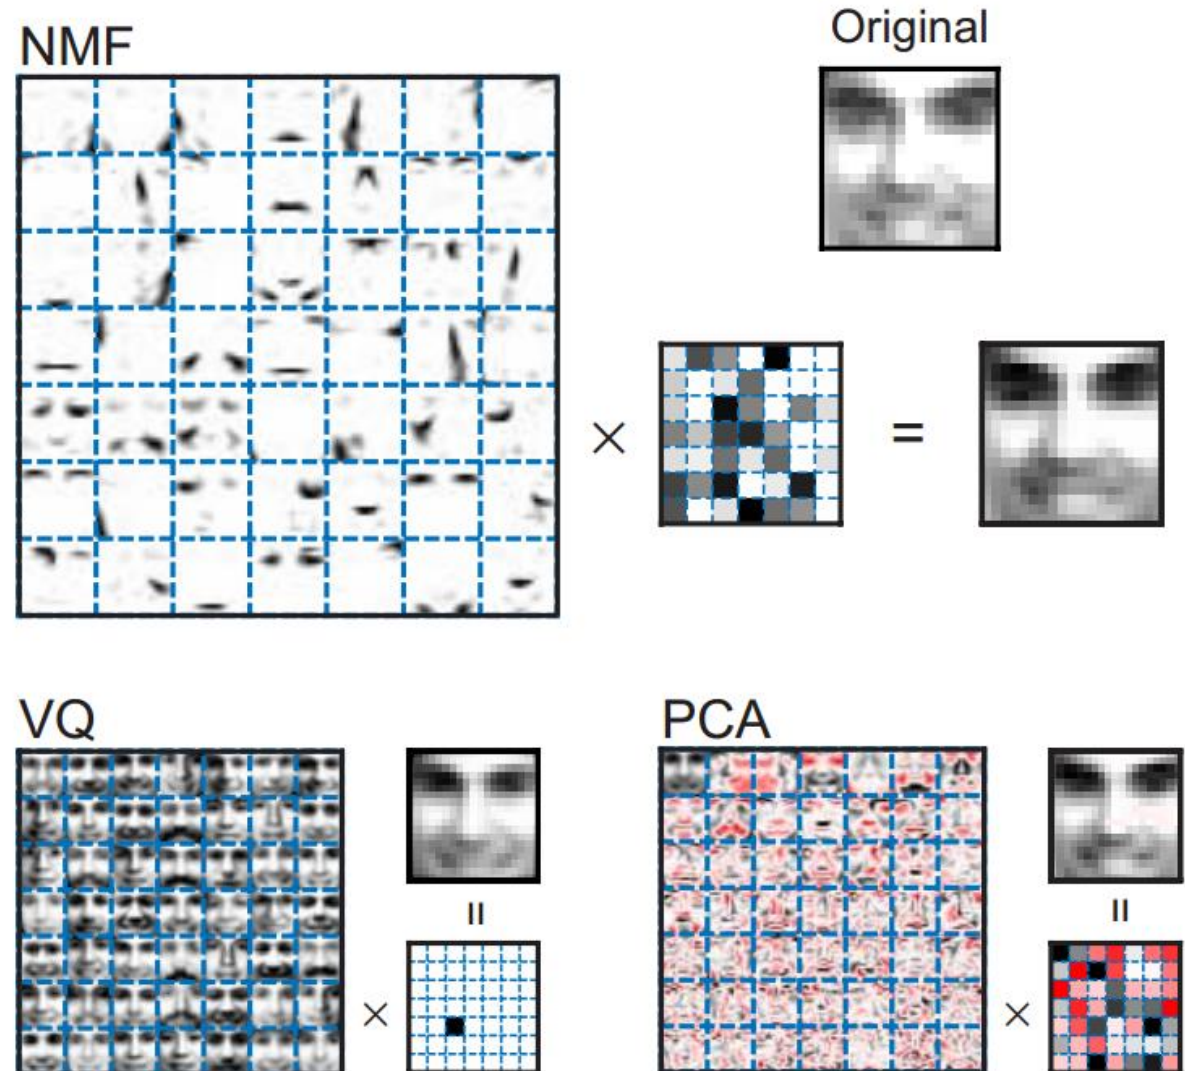 NMF
Original
×
=
VQ
PCA
=
×
=
×